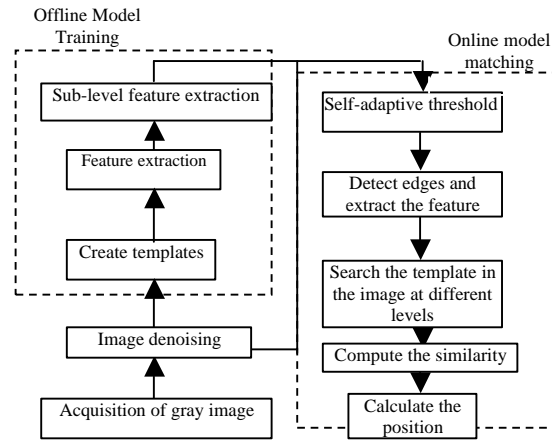 Offline Model
Training
Sub-level feature extraction
Feature extraction
Create templates
Image denoising
Acquisition of gray image
Online model
matching
Self-adaptive threshold
Detect edges and
extract the feature
Search the template in
the image at different
levels
Compute the similarity
Calculate the
position